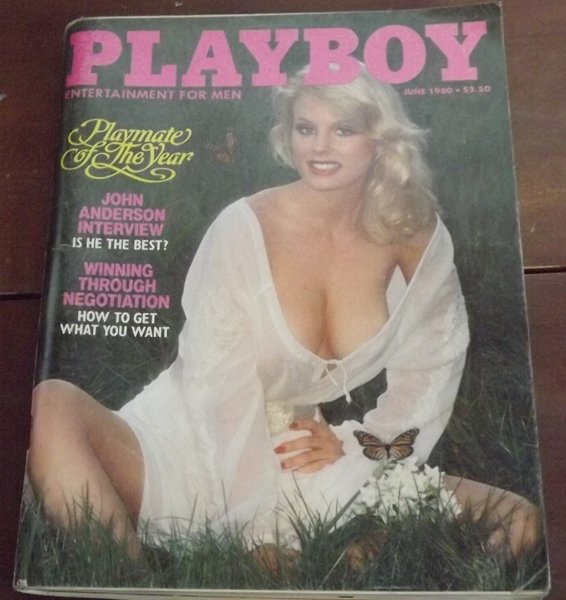 PLAYBOY
ENTERTAINMENT FOR MEN
JUNE 1980 • $2.50
Playmate
of The Year
JOHN
ANDERSON
INTERVIEW
IS HE THE BEST?
WINNING
THROUGH
NEGOTIATION
HOW TO GET
WHAT YOU WANT